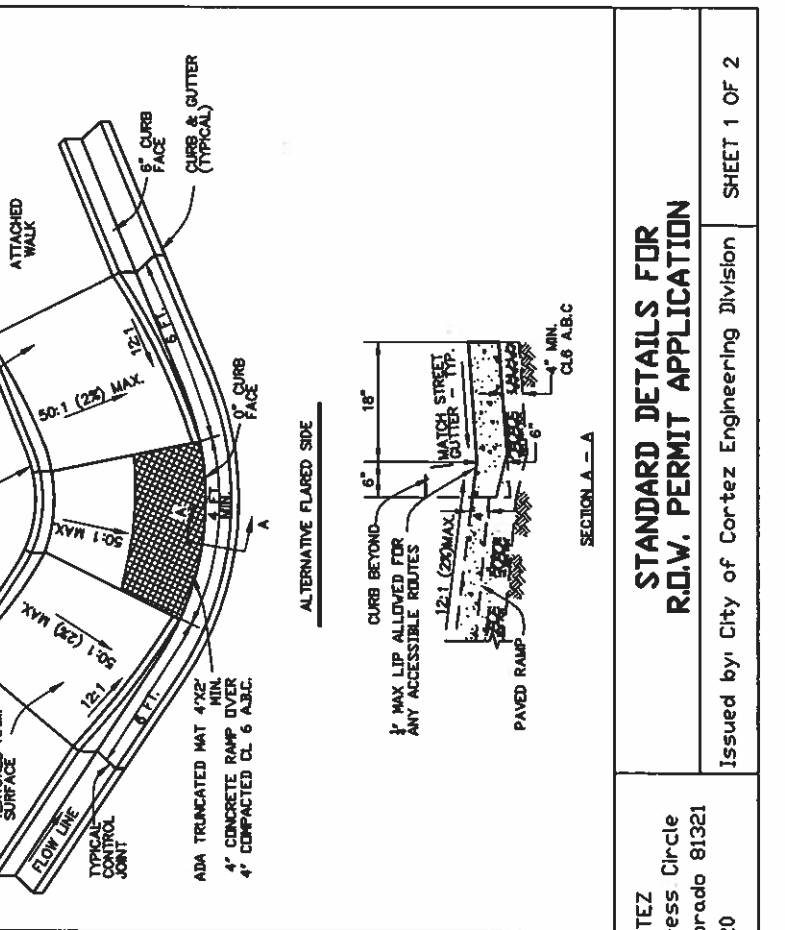 ATTACHED
WALK
6" CURB
FACE
CURB & GUTTER
(TYPICAL)
12:1
6 FT.
50:1 (2%) MAX.
0" CURB
FACE
50:1 MAX.
"A"
4 FT
MIN.
A
50:1 (2%) MAX.
12:1
6 FT.
SURFACE
FLOW LINE
TYPICAL
CONTROL
JOINT
ADA TRUNCATED MAT 4'X2'
MIN.
4" CONCRETE RAMP OVER
4" COMPACTED CL 6 A.B.C.
ALTERNATIVE FLARED SIDE
18"
6"
CURB BEYOND
MATCH STREET
GUTTER - TYP.
MAX LIP ALLOWED FOR
ANY ACCESSIBLE ROUTES
12:1 (2%)MAX.
4"
6"
4" MIN.
CL6 A.B.C
PAVED RAMP
SECTION A - A
STANDARD DETAILS FOR
R.O.W. PERMIT APPLICATION
Issued by: City of Cortez Engineering Division
SHEET 1 OF 2
TEZ
ess Circle
orado 81321
20